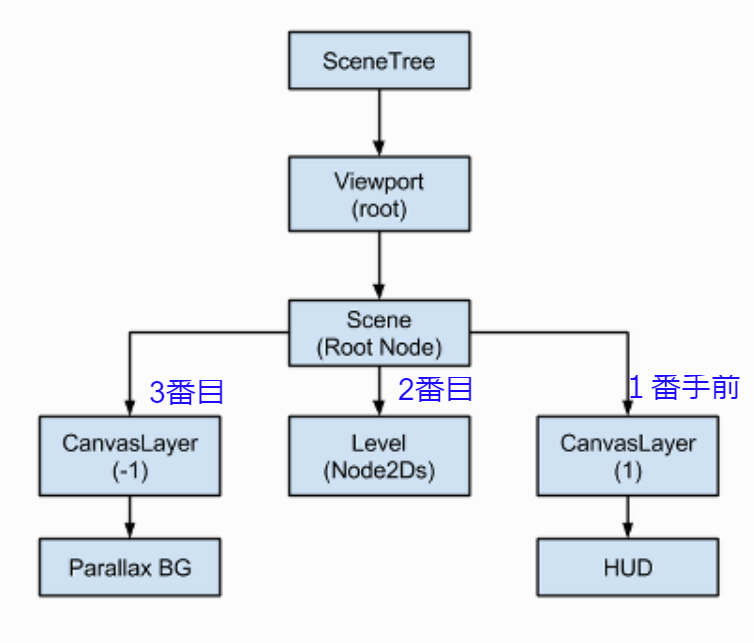 SceneTree
Viewport
(root)
Scene
(Root Node)
3番目
2番目
1番手前
CanvasLayer
(-1)
Level
(Node2Ds)
CanvasLayer
(1)
Parallax BG
HUD